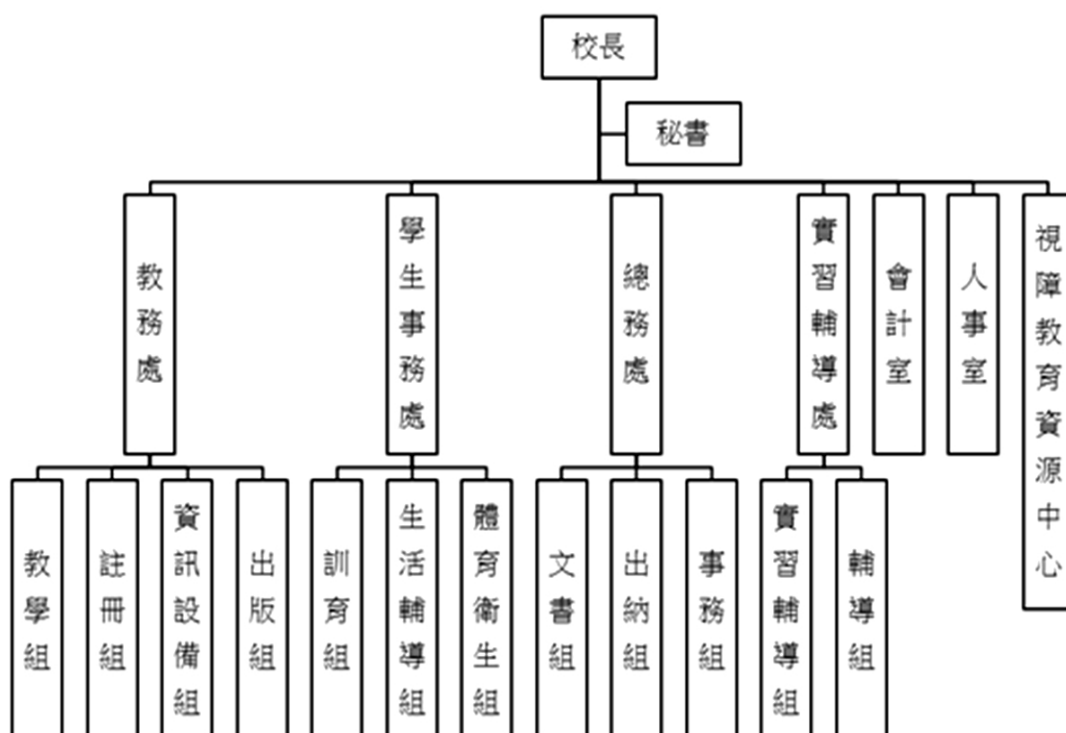 校長
秘書
教務處
學生事務處
總務處
實習輔導處
會計室
人事室
視障教育資源中心
教學組
註冊組
資訊設備組
出版組
訓育組
生活輔導組
體育衛生組
文書組
出納組
事務組
實習輔導組
輔導組